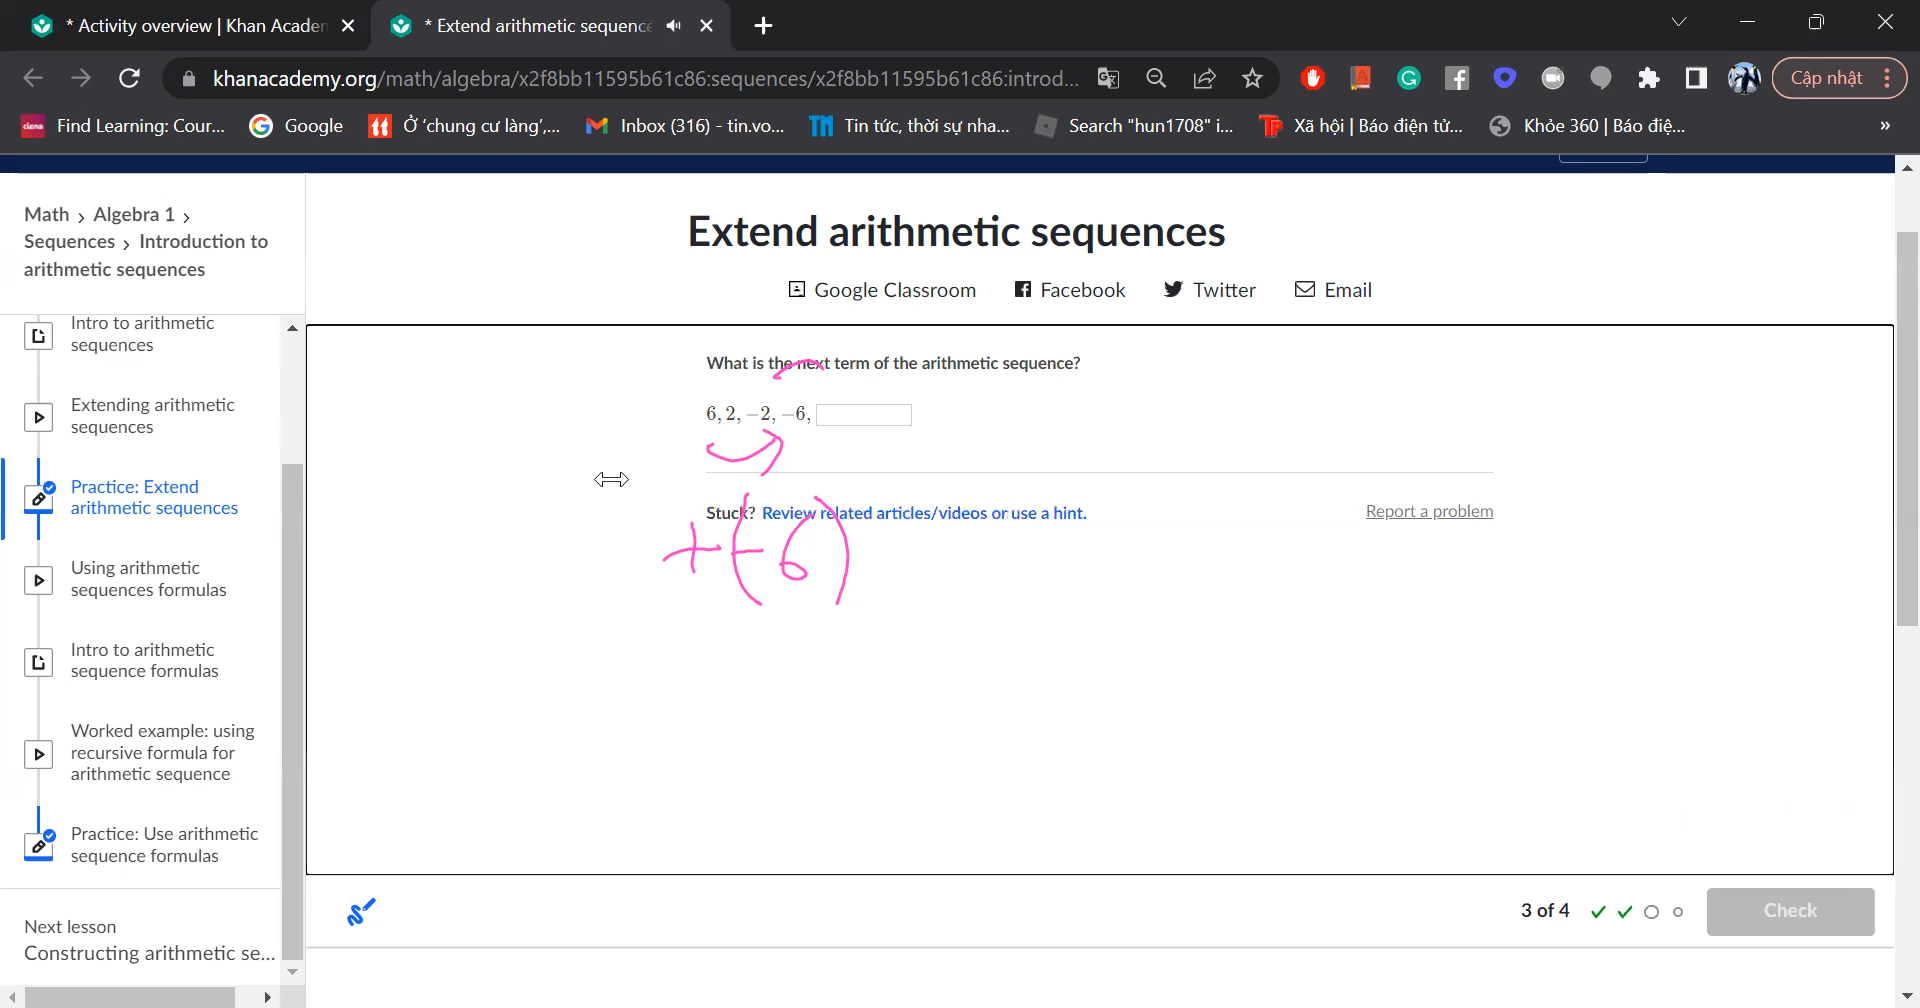 * Activity overview | Khan Academ
* Extend arithmetic sequence
khanacademy.org/math/algebra/x2f8bb11595b61c86:sequences/x2f8bb11595b61c86:introd...
Cập nhật
ciena Find Learning: Cour...
Google
Ở 'chung cư làng',...
Inbox (316) - tin.vo...
Tin tức, thời sự nha...
Search "hun1708" i...
Xã hội | Báo điện tử...
Khỏe 360 | Báo điệ...
»
Math > Algebra 1 >
Sequences > Introduction to
arithmetic sequences
Intro to arithmetic
sequences
Extending arithmetic
sequences
Practice: Extend
arithmetic sequences
Using arithmetic
sequences formulas
Intro to arithmetic
sequence formulas
Worked example: using
recursive formula for
arithmetic sequence
Practice: Use arithmetic
sequence formulas
Next lesson
Constructing arithmetic se...
Extend arithmetic sequences
Google Classroom
Facebook
Twitter
Email
What is the next term of the arithmetic sequence?
6, 2, −2, −6,
Stuck? Review related articles/videos or use a hint.
Report a problem
+(-6)
3 of 4
Check